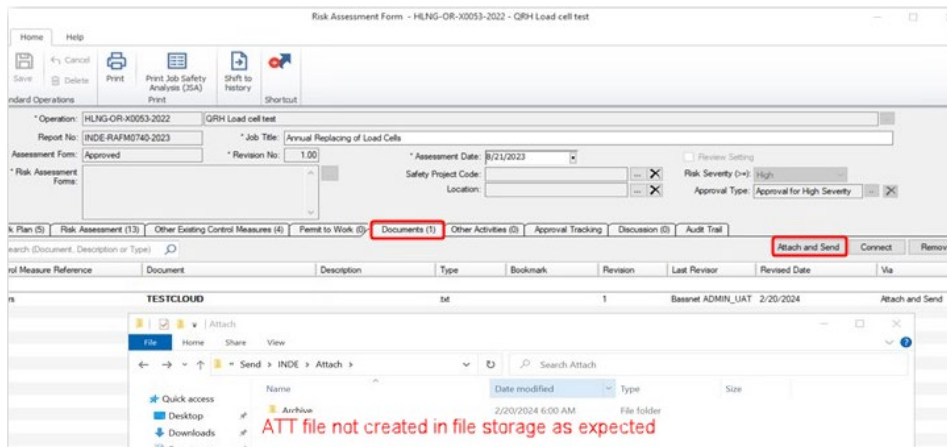 Risk Assessment Form - HLNG-OR-X0053-2022 - QRH Load cell test
Home Help
Save Cancel Delete Print Print Job Safety Analysis (JSA) Shift to history
ndard Operations Print Shortcut
* Operation: HLNG-OR-X0053-2022 QRH Load cell test
Report No: INDE-RAFM0740-2023 * Job Title: Annual Replacing of Load Cells
Assessment Form: Approved * Revision No: 1.00 * Assessment Date: 8/21/2023 Review Setting
* Risk Assessment Forms: Safety Project Code: ... Risk Severity (>=): High
Location: ... Approval Type: Approval for High Severity ...
k Plan (5) Risk Assessment (13) Other Existing Control Measures (4) Permit to Work (0) Documents (1) Other Activities (0) Approval Tracking Discussion (0) Audit Trail
earch (Document, Description or Type) Attach and Send Connect Remov
rol Measure Reference Document Description Type Bookmark Revision Last Revisor Revised Date Via
rs TESTCLOUD .txt 1 Bassnet ADMIN_UAT 2/20/2024 Attach and Send
Attach
File Home Share View
« Send > INDE > Attach > Search Attach
Name Date modified Type Size
Quick access
Archive 2/20/2024 6:00 AM File folder
Desktop
Downloads
ATT file not created in file storage as expected